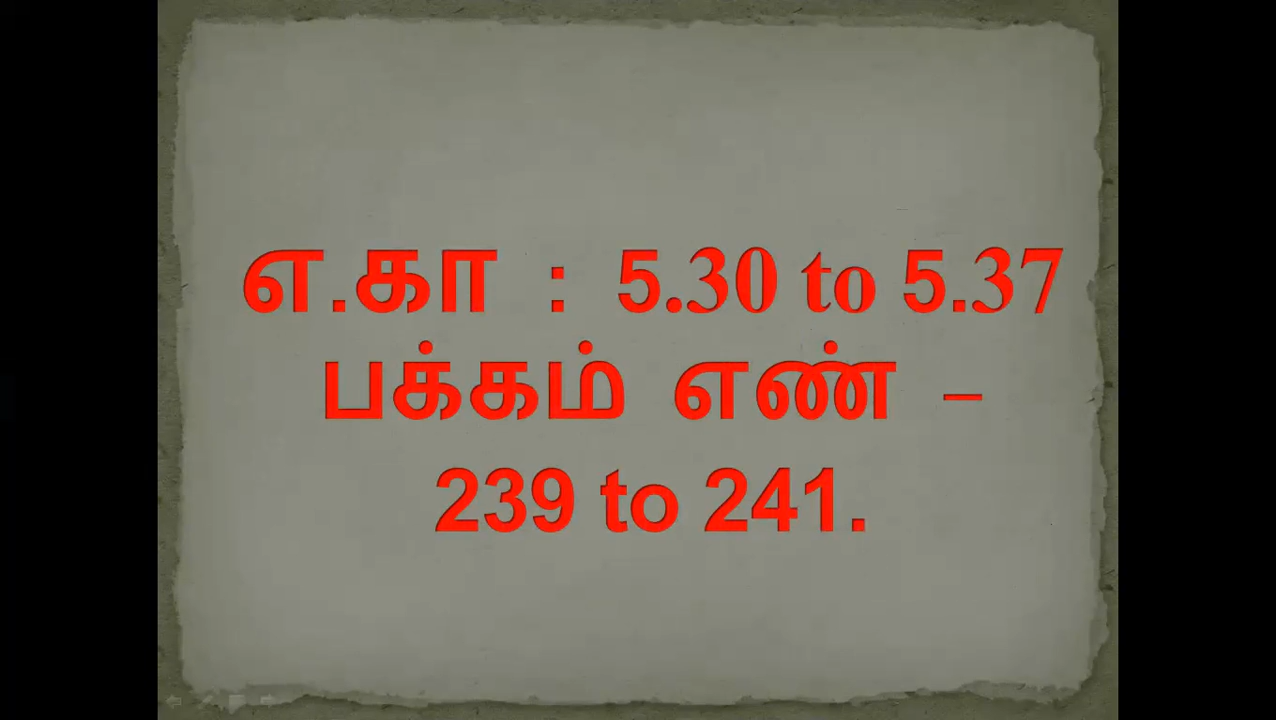 எ.கா : 5.30 to 5.37
பக்கம் எண் –
239 to 241.